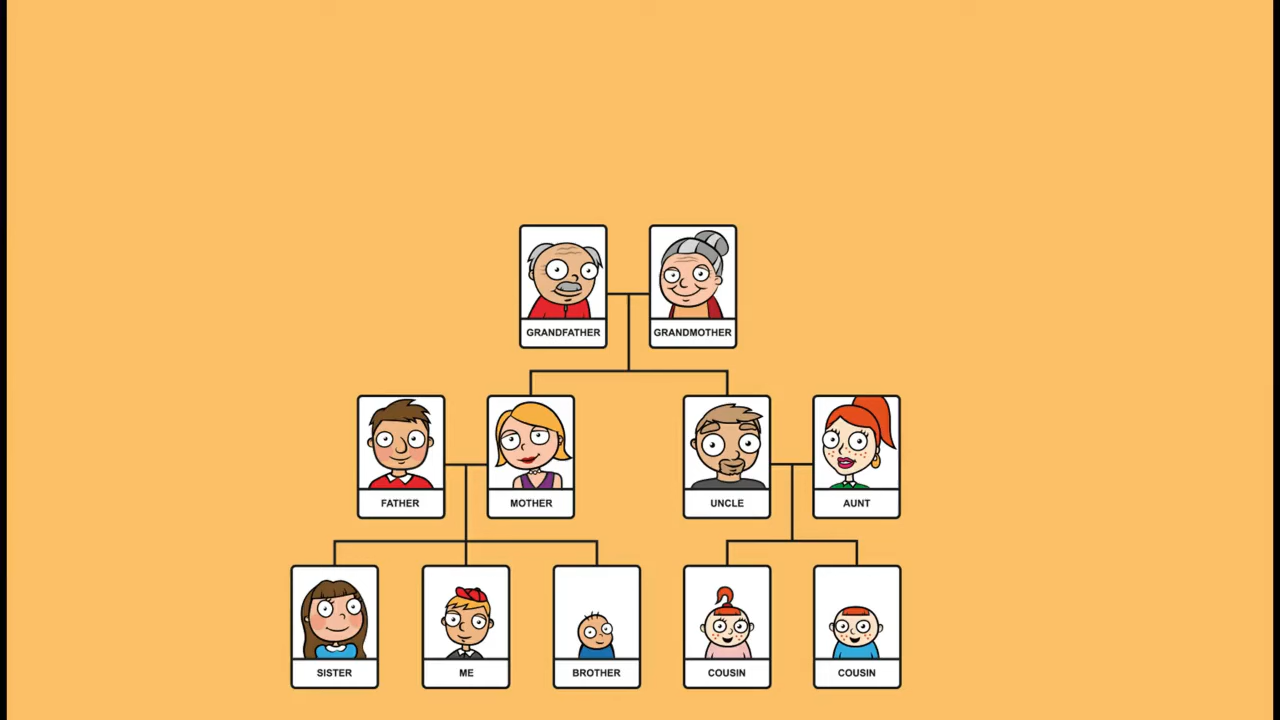 GRANDFATHER
GRANDMOTHER
FATHER
MOTHER
UNCLE
AUNT
SISTER
ME
BROTHER
COUSIN
COUSIN